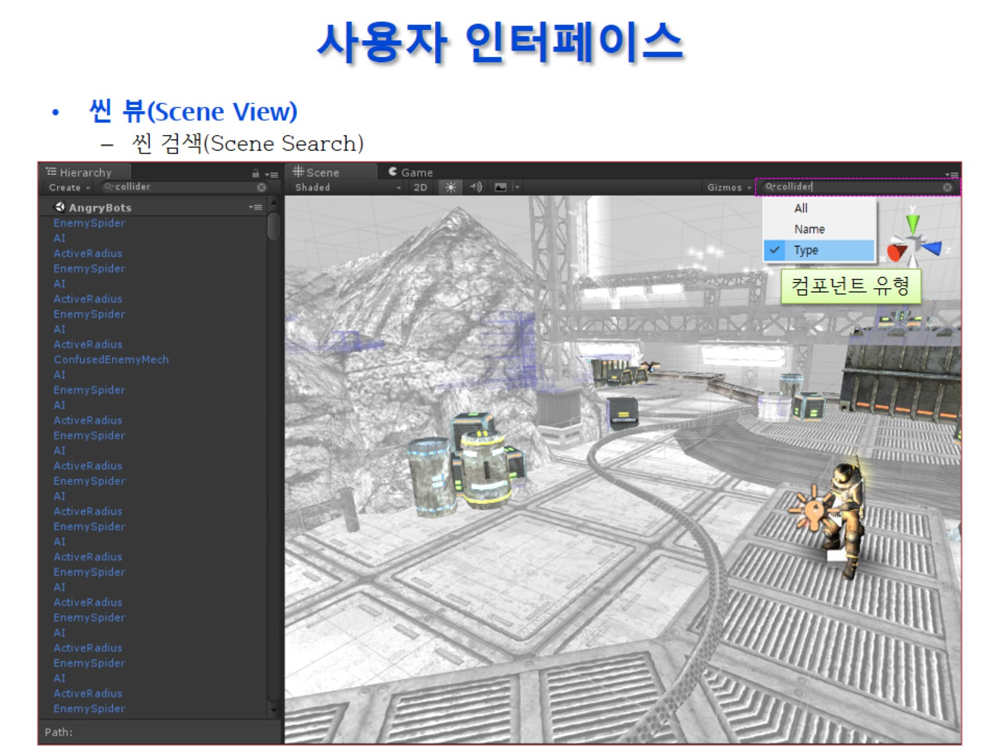 사용자 인터페이스
• 씬 뷰(Scene View)
– 씬 검색(Scene Search)
Hierarchy
Create collider
AngryBots
EnemySpider
AI
ActiveRadius
EnemySpider
AI
ActiveRadius
EnemySpider
AI
ActiveRadius
ConfusedEnemyMech
AI
EnemySpider
AI
ActiveRadius
EnemySpider
AI
ActiveRadius
EnemySpider
AI
ActiveRadius
EnemySpider
AI
ActiveRadius
EnemySpider
AI
ActiveRadius
EnemySpider
AI
ActiveRadius
EnemySpider
AI
ActiveRadius
EnemySpider
Path:
Scene Game
Shaded 2D Gizmos collider
All
Name
Type
컴포넌트 유형
y
x
z